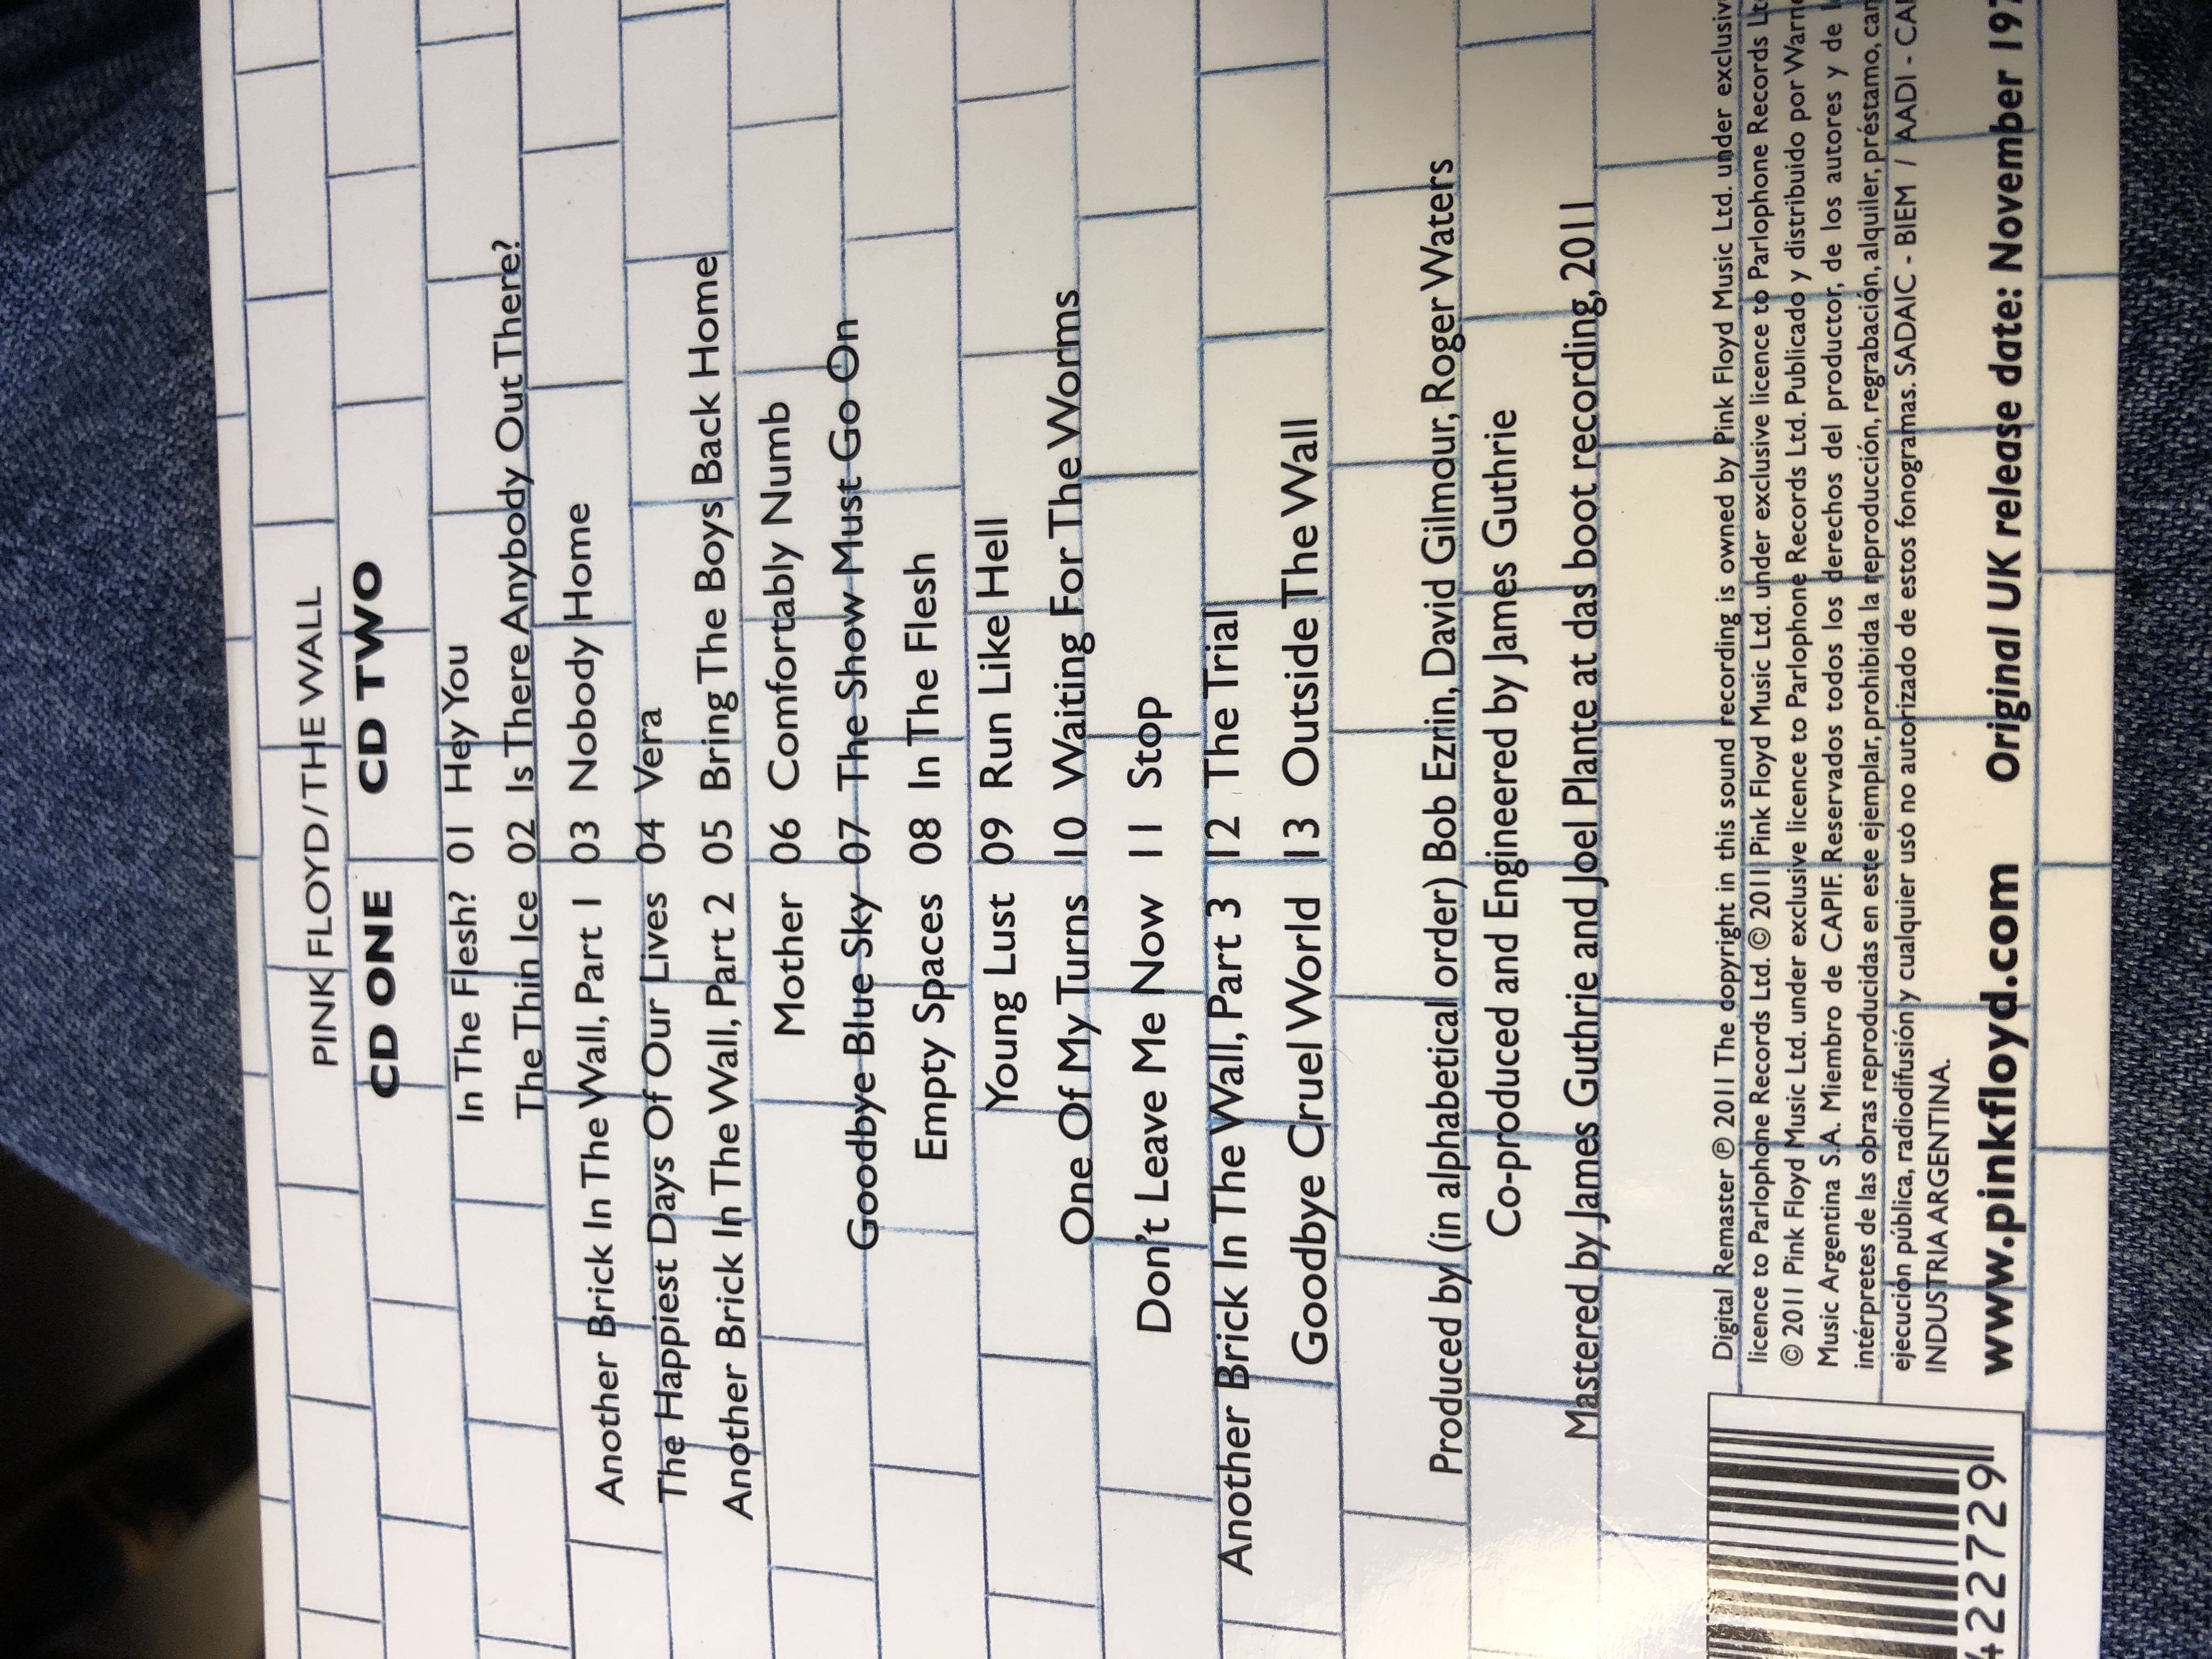 PINK FLOYD/THE WALL
CD ONE CD TWO
In The Flesh? 01 Hey You
The Thin Ice 02 Is There Anybody Out There?
Another Brick In The Wall, Part 1 03 Nobody Home
The Happiest Days Of Our Lives 04 Vera
Another Brick In The Wall, Part 2 05 Bring The Boys Back Home
Mother 06 Comfortably Numb
Goodbye Blue Sky 07 The Show Must Go On
Empty Spaces 08 In The Flesh
Young Lust 09 Run Like Hell
One Of My Turns 10 Waiting For The Worms
Don't Leave Me Now 11 Stop
Another Brick In The Wall, Part 3 12 The Trial
Goodbye Cruel World 13 Outside The Wall
Produced by (in alphabetical order) Bob Ezrin, David Gilmour, Roger Waters
Co-produced and Engineered by James Guthrie
Mastered by James Guthrie and Joel Plante at das boot recording, 2011
Digital Remaster ℗ 2011 The copyright in this sound recording is owned by Pink Floyd Music Ltd. under
licence to Parlophone Records Ltd. © 2011 Pink Floyd Music Ltd. under exclusive licence to Parlophone Records
© 2011 Pink Floyd Music Ltd. under exclusive licence to Parlophone Records Ltd. Publicado y distribuido por
Music Argentina S.A. Miembro de CAPIF. Reservados todos los derechos del productor, de los autores y de
intérpretes de las obras reproducidas en este ejemplar, prohibida la reproducción, regrabación, alquiler, préstamo,
ejecución pública, radiodifusión y cualquier uso no autorizado de estos fonogramas. SADAIC - BIEM / AADI -
INDUSTRIA ARGENTINA.
www.pinkfloyd.com Original UK release date: November
422729